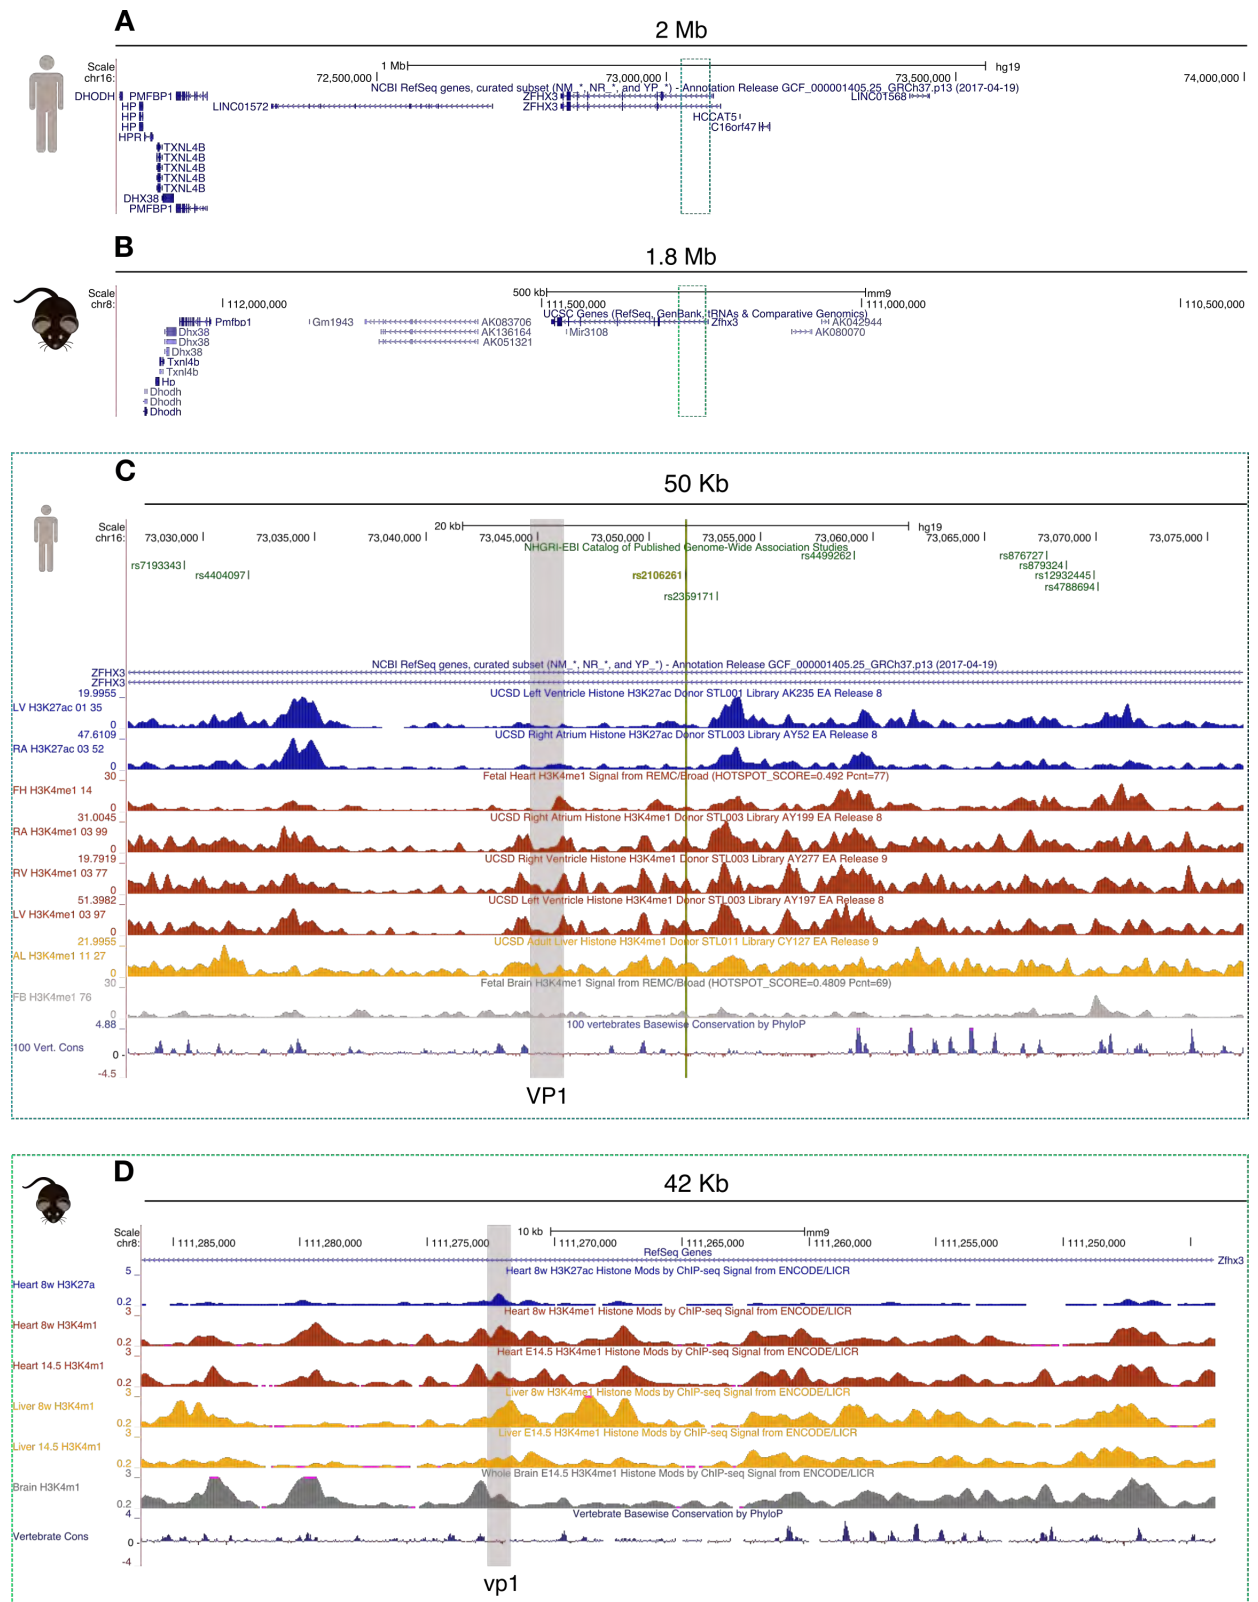 A
2 Mb
Scale 1 Mb hg19
chr16: 72,500,000 73,000,000 73,500,000 74,000,000
NCBI RefSeq genes, curated subset (NM_*, NR_*, and YP_*) - Annotation Release GCF_000001405.25_GRCh37.p13 (2017-04-19)
DHODH PMFBP1 ZFHX3 LINC01568
HP LINC01572 ZFHX3
HP HCCAT5
HP C16orf47
HPR
TXNL4B
TXNL4B
TXNL4B
TXNL4B
TXNL4B
DHX38
PMFBP1
B
1.8 Mb
Scale 500 kb mm9
chr8: 112,000,000 111,500,000 111,000,000 110,500,000
UCSC Genes (RefSeq, GenBank, tRNAs & Comparative Genomics)
Pmfbp1 Gm1943 AK083706 Zfhx3 AK042944
Dhx38 AK136164 Mir3108 AK080070
Dhx38 AK051321
Dhx38
Txnl4b
Txnl4b
Hp
Dhodh
Dhodh
Dhodh
C
50 Kb
Scale 20 kb hg19
chr16: 73,030,000 73,035,000 73,040,000 73,045,000 73,050,000 73,055,000 73,060,000 73,065,000 73,070,000 73,075,000
NHGRI-EBI Catalog of Published Genome-Wide Association Studies
rs4499262 rs876727
rs7193343 rs879324
rs4404097 rs2106261 rs12932445
rs4788694
rs2359171
NCBI RefSeq genes, curated subset (NM_*, NR_*, and YP_*) - Annotation Release GCF_000001405.25_GRCh37.p13 (2017-04-19)
ZFHX3
ZFHX3
19.9955 UCSD Left Ventricle Histone H3K27ac Donor STL001 Library AK235 EA Release 8
LV H3K27ac 01 35
0
47.6109 UCSD Right Atrium Histone H3K27ac Donor STL003 Library AY52 EA Release 8
RA H3K27ac 03 52
0
30 Fetal Heart H3K4me1 Signal from REMC/Broad (HOTSPOT_SCORE=0.492 Pcnt=77)
FH H3K4me1 14
0
31.0045 UCSD Right Atrium Histone H3K4me1 Donor STL003 Library AY199 EA Release 8
RA H3K4me1 03 99
0
19.7919 UCSD Right Ventricle Histone H3K4me1 Donor STL003 Library AY277 EA Release 9
RV H3K4me1 03 77
0
51.3982 UCSD Left Ventricle Histone H3K4me1 Donor STL003 Library AY197 EA Release 8
LV H3K4me1 03 97
0
21.9955 UCSD Adult Liver Histone H3K4me1 Donor STL011 Library CY127 EA Release 9
AL H3K4me1 11 27
0
30 Fetal Brain H3K4me1 Signal from REMC/Broad (HOTSPOT_SCORE=0.4809 Pcnt=69)
FB H3K4me1 76
0
4.88 100 vertebrates Basewise Conservation by PhyloP
100 Vert. Cons
0 -
-4.5
VP1
D
42 Kb
Scale 10 kb mm9
chr8: 111,285,000 111,280,000 111,275,000 111,270,000 111,265,000 111,260,000 111,255,000 111,250,000
RefSeq Genes
Zfhx3
5 Heart 8w H3K27ac Histone Mods by ChIP-seq Signal from ENCODE/LICR
Heart 8w H3K27a
0.2
3 Heart 8w H3K4me1 Histone Mods by ChIP-seq Signal from ENCODE/LICR
Heart 8w H3K4m1
0.2
3 Heart E14.5 H3K4me1 Histone Mods by ChIP-seq Signal from ENCODE/LICR
Heart 14.5 H3K4m1
0.2
3 Liver 8w H3K4me1 Histone Mods by ChIP-seq Signal from ENCODE/LICR
Liver 8w H3K4m1
0.2
3 Liver E14.5 H3K4me1 Histone Mods by ChIP-seq Signal from ENCODE/LICR
Liver 14.5 H3K4m1
0.2
3 Whole Brain E14.5 H3K4me1 Histone Mods by ChIP-seq Signal from ENCODE/LICR
Brain H3K4m1
0.2
4 Vertebrate Basewise Conservation by PhyloP
Vertebrate Cons
0 -
-4
vp1